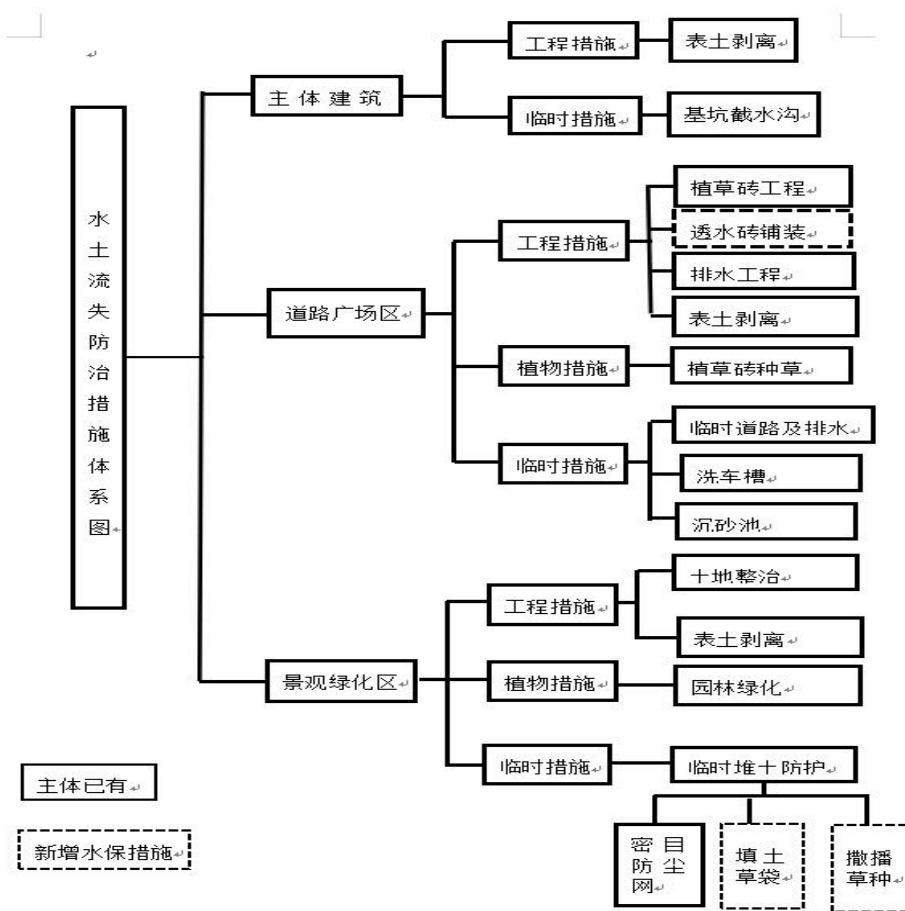 水土流失防治措施体系图
主体建筑
工程措施
表土剥离
临时措施
基坑截水沟
道路广场区
工程措施
植草砖工程
透水砖铺装
排水工程
表土剥离
植物措施
植草砖种草
临时措施
临时道路及排水
洗车槽
沉砂池
景观绿化区
工程措施
土地整治
表土剥离
植物措施
园林绿化
临时措施
临时堆土防护
密目
防尘
网
填土
草袋
撒播
草种
主体已有
新增水保措施